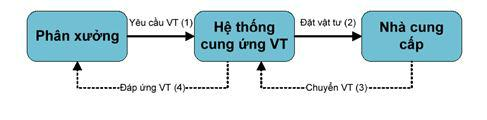 Phân xưởng
Yêu cầu VT (1)
Hệ thống
cung ứng VT
Đặt vật tư (2)
Nhà cung
cấp
Đáp ứng VT (4)
Chuyển VT (3)